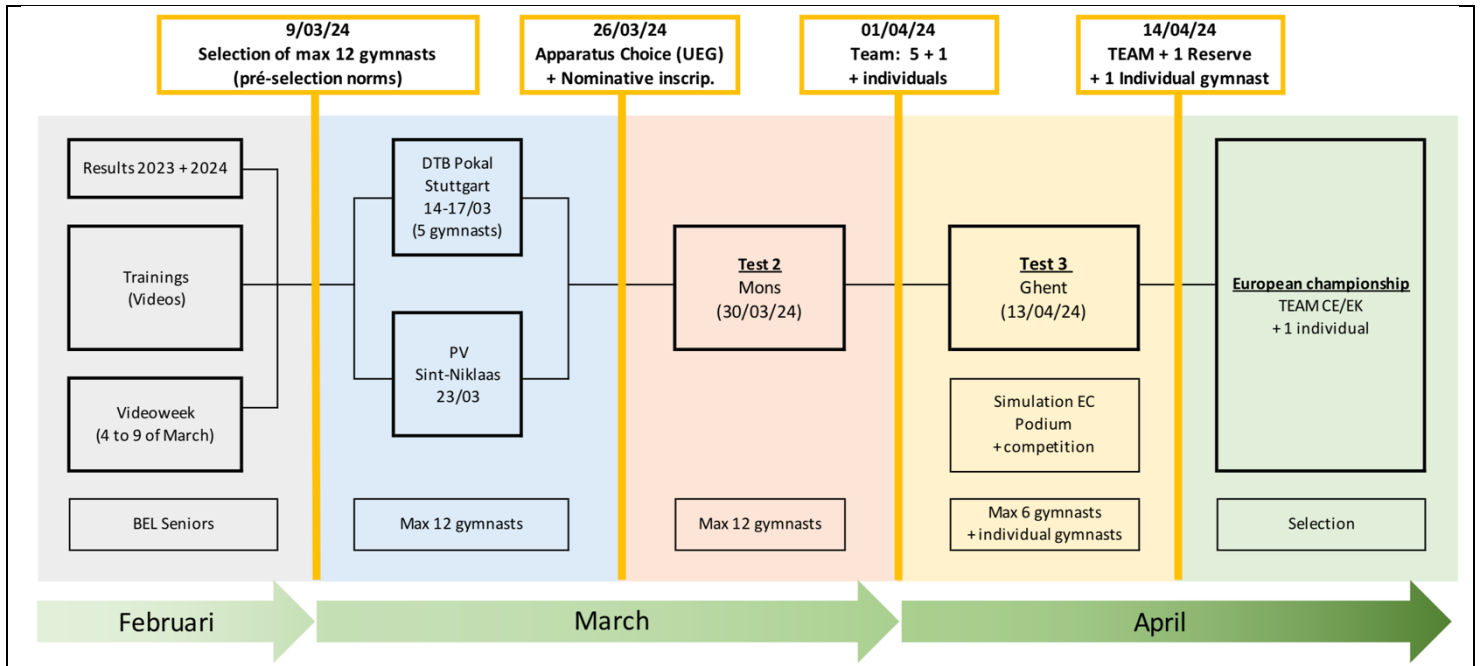 9/03/24
Selection of max 12 gymnasts
(pré-selection norms)
26/03/24
Apparatus Choice (UEG)
+ Nominative inscrip.
01/04/24
Team:  5 + 1
+ individuals
14/04/24
TEAM + 1 Reserve
+ 1 Individual gymnast
Results 2023 + 2024
Trainings
(Videos)
Videoweek
(4 to 9 of March)
BEL Seniors
DTB Pokal
Stuttgart
14-17/03
(5 gymnasts)
PV
Sint-Niklaas
23/03
Max 12 gymnasts
Test 2
Mons
(30/03/24)
Max 12 gymnasts
Test 3
Ghent
(13/04/24)
Simulation EC
Podium
+ competition
Max 6 gymnasts
+ individual gymnasts
European championship
TEAM CE/EK
+ 1 individual
Selection
Februari
March
April